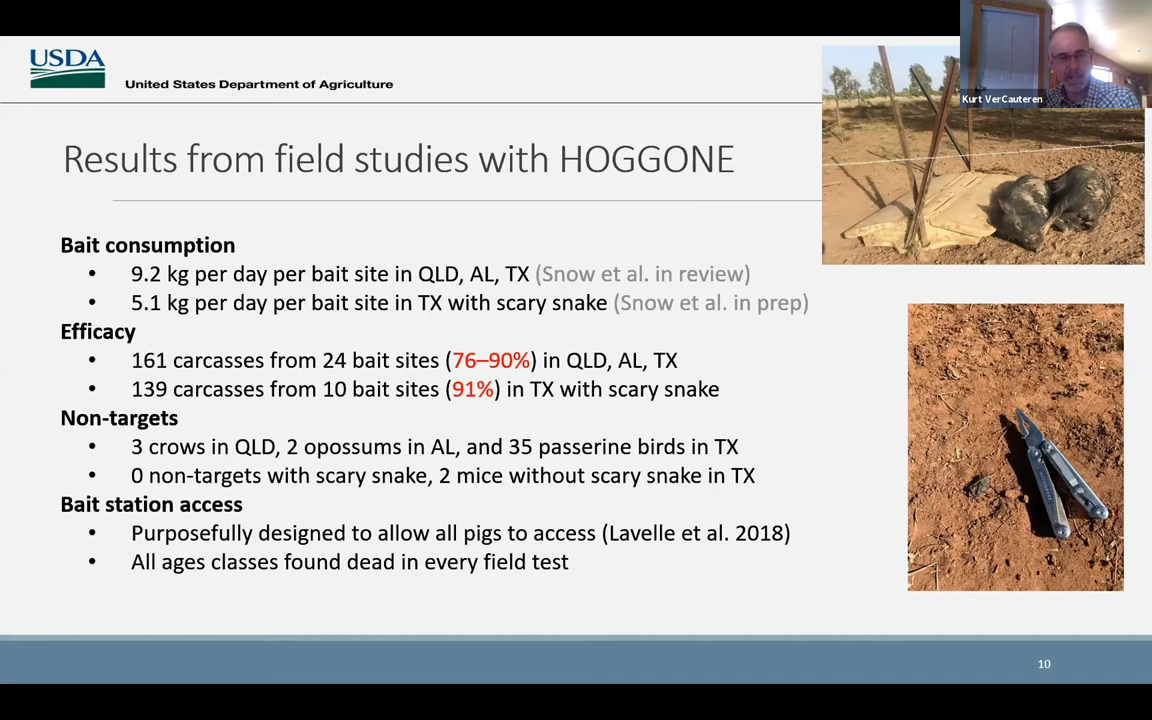 USDA
United States Department of Agriculture
Kurt VerCauteren
Results from field studies with HOGGONE
Bait consumption
• 9.2 kg per day per bait site in QLD, AL, TX (Snow et al. in review)
• 5.1 kg per day per bait site in TX with scary snake (Snow et al. in prep)
Efficacy
• 161 carcasses from 24 bait sites (76–90%) in QLD, AL, TX
• 139 carcasses from 10 bait sites (91%) in TX with scary snake
Non-targets
• 3 crows in QLD, 2 opossums in AL, and 35 passerine birds in TX
• 0 non-targets with scary snake, 2 mice without scary snake in TX
Bait station access
• Purposefully designed to allow all pigs to access (Lavelle et al. 2018)
• All ages classes found dead in every field test
10